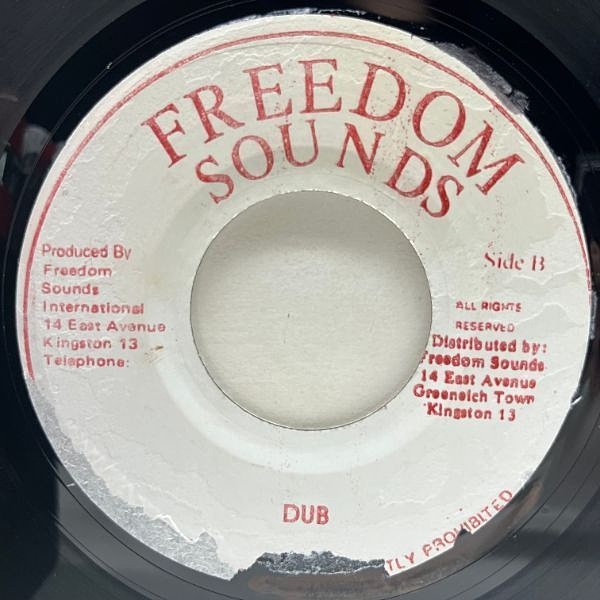 FREEDOM
SOUNDS
Produced By
Freedom
Sounds
International
14 East Avenue
Kingston 13
Telephone:
Side B
ALL RIGHTS
RESERVED
Distributed by:
Freedom Sounds
14 East Avenue
Greeneich Town
Kingston 13
DUB
TLY PROHIBITED